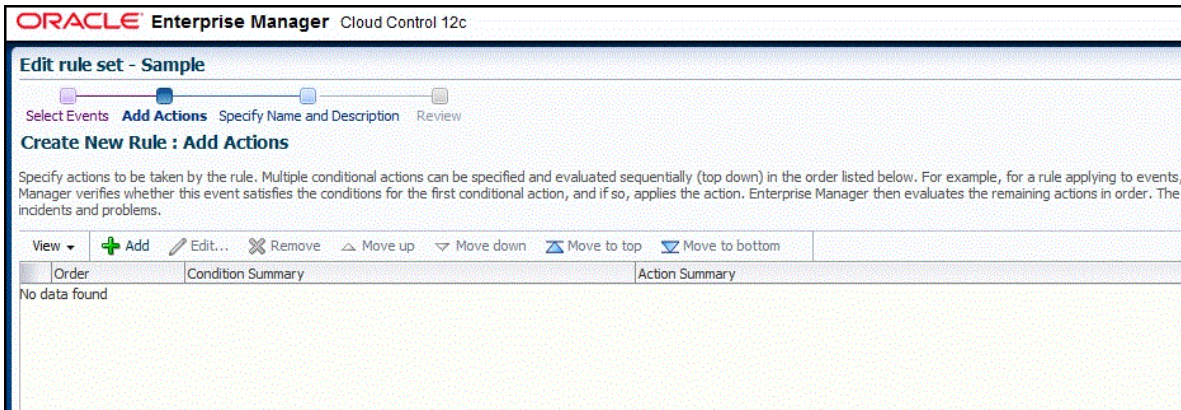 ORACLE Enterprise Manager Cloud Control 12c
Edit rule set - Sample
Select Events Add Actions Specify Name and Description Review
Create New Rule : Add Actions
Specify actions to be taken by the rule. Multiple conditional actions can be specified and evaluated sequentially (top down) in the order listed below. For example, for a rule applying to events,
Manager verifies whether this event satisfies the conditions for the first conditional action, and if so, applies the action. Enterprise Manager then evaluates the remaining actions in order. The
incidents and problems.
View Add Edit... Remove Move up Move down Move to top Move to bottom
Order Condition Summary Action Summary
No data found